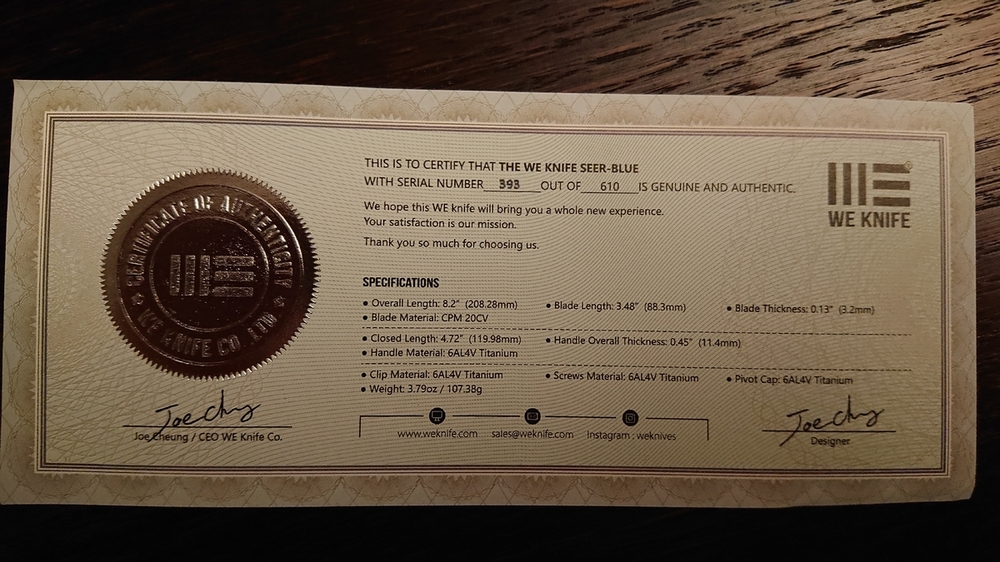 THIS IS TO CERTIFY THAT THE WE KNIFE SEER-BLUE
WITH SERIAL NUMBER 393 OUT OF 610 IS GENUINE AND AUTHENTIC.
We hope this WE knife will bring you a whole new experience.
Your satisfaction is our mission.
Thank you so much for choosing us.
WE KNIFE
CERTIFICATE OF AUTHENTICITY
WE KNIFE CO., LTD
SPECIFICATIONS
• Overall Length: 8.2" (208.28mm) • Blade Length: 3.48" (88.3mm) • Blade Thickness: 0.13" (3.2mm)
• Blade Material: CPM 20CV
• Closed Length: 4.72" (119.98mm) • Handle Overall Thickness: 0.45" (11.4mm)
• Handle Material: 6AL4V Titanium
• Clip Material: 6AL4V Titanium • Screws Material: 6AL4V Titanium • Pivot Cap: 6AL4V Titanium
• Weight: 3.79oz / 107.38g
Joe Cheung / CEO WE Knife Co.
www.weknife.com sales@weknife.com Instagram : weknives
Designer